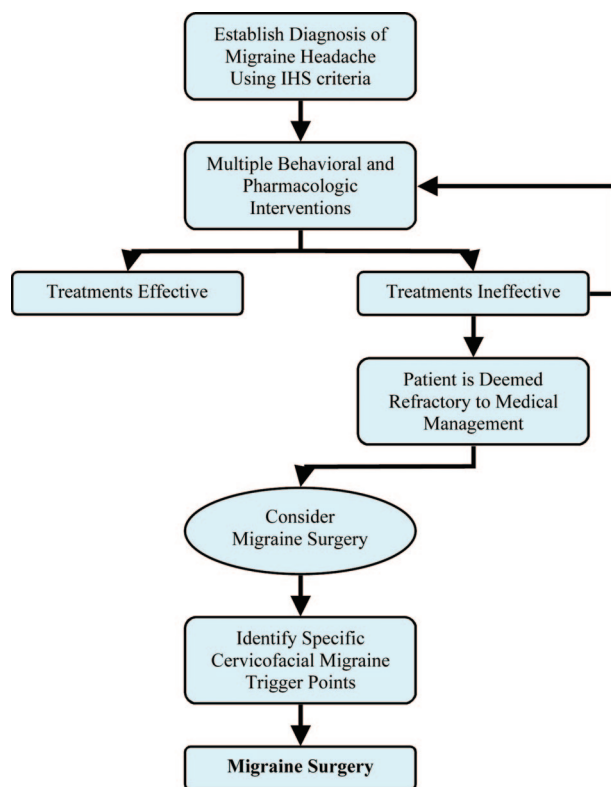 Establish Diagnosis of
Migraine Headache
Using IHS criteria
Multiple Behavioral and
Pharmacologic
Interventions
Treatments Effective
Treatments Ineffective
Patient is Deemed
Refractory to Medical
Management
Consider
Migraine Surgery
Identify Specific
Cervicofacial Migraine
Trigger Points
Migraine Surgery